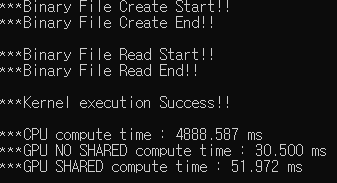 ***Binary File Create Start!!
***Binary File Create End!!
***Binary File Read Start!!
***Binary File Read End!!
***Kernel execution Success!!
***CPU compute time : 4888.587 ms
***GPU NO SHARED compute time : 30.500 ms
***GPU SHARED compute time : 51.972 ms